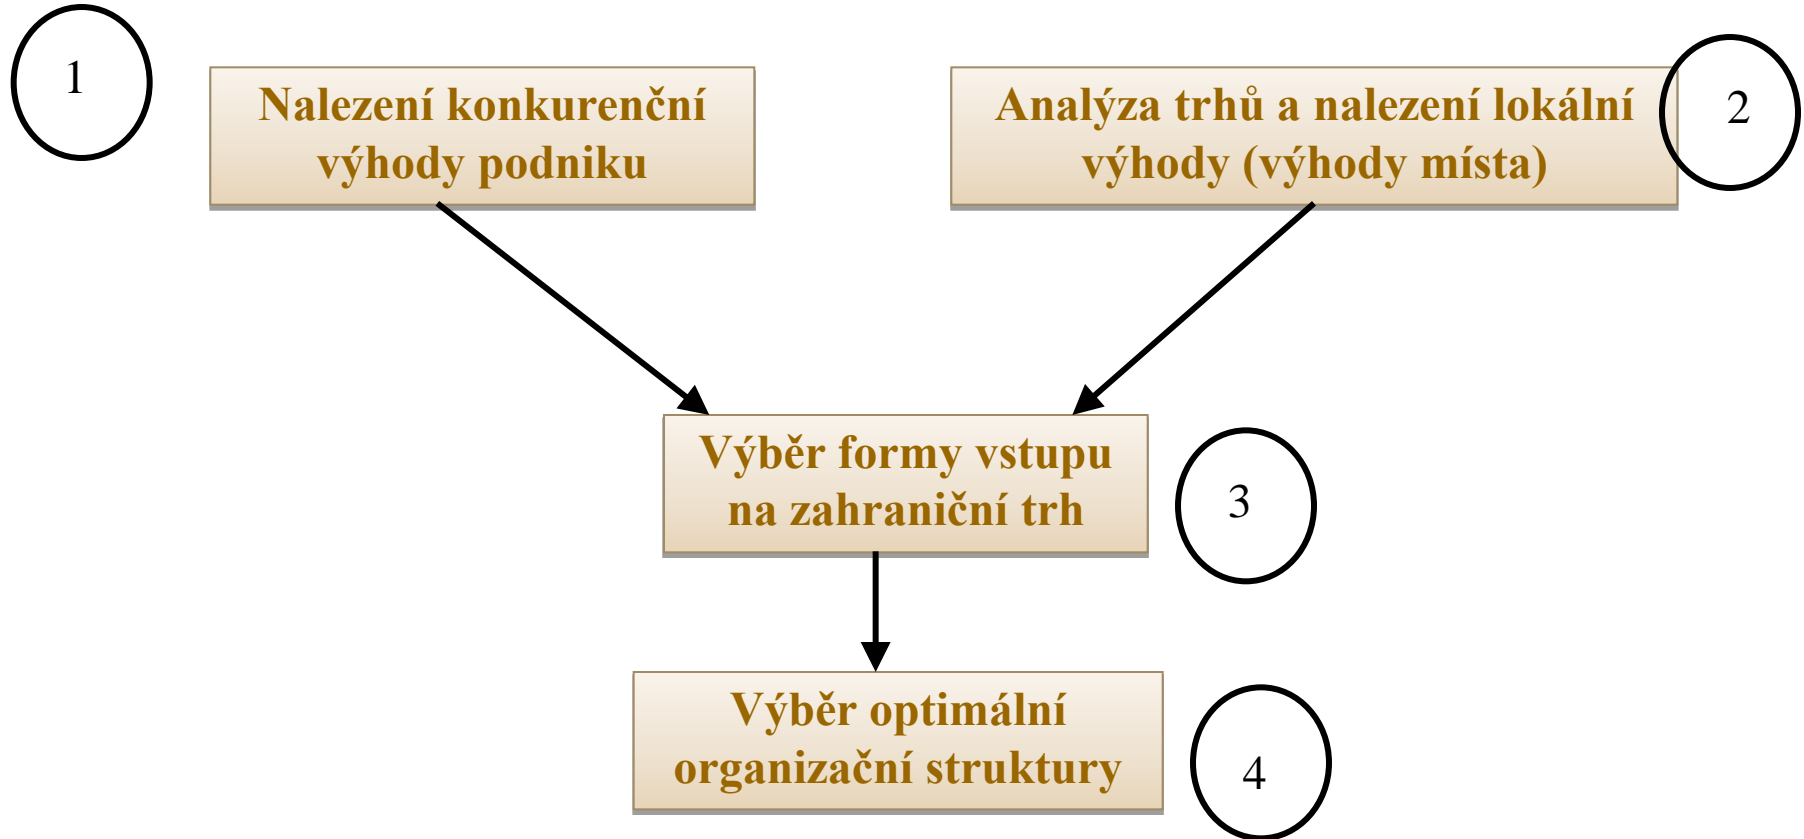 1
Nalezení konkurenční
výhody podniku
Analýza trhů a nalezení lokální
výhody (výhody místa)
2
Výběr formy vstupu
na zahraniční trh
3
Výběr optimální
organizační struktury
4